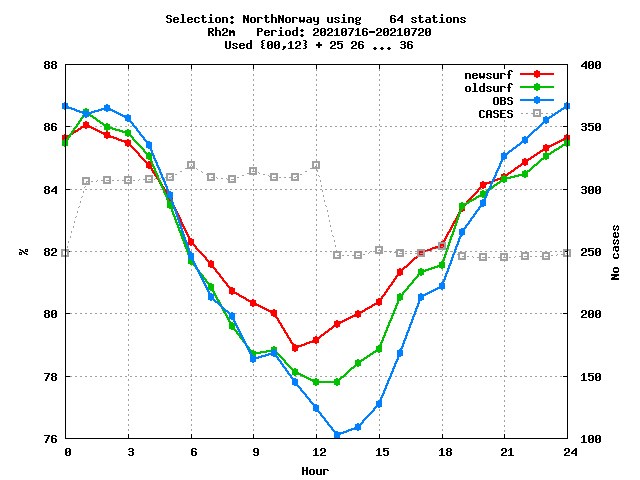 Selection: NorthNorway using    64 stations
Rh2m   Period: 20210716-20210720
Used {00,12} + 25 26 ... 36
88 400
newsurf
oldsurf
OBS
CASES
86 350
84 300
82 250
80 200
78 150
76 100
%
No cases
0 3 6 9 12 15 18 21 24
Hour